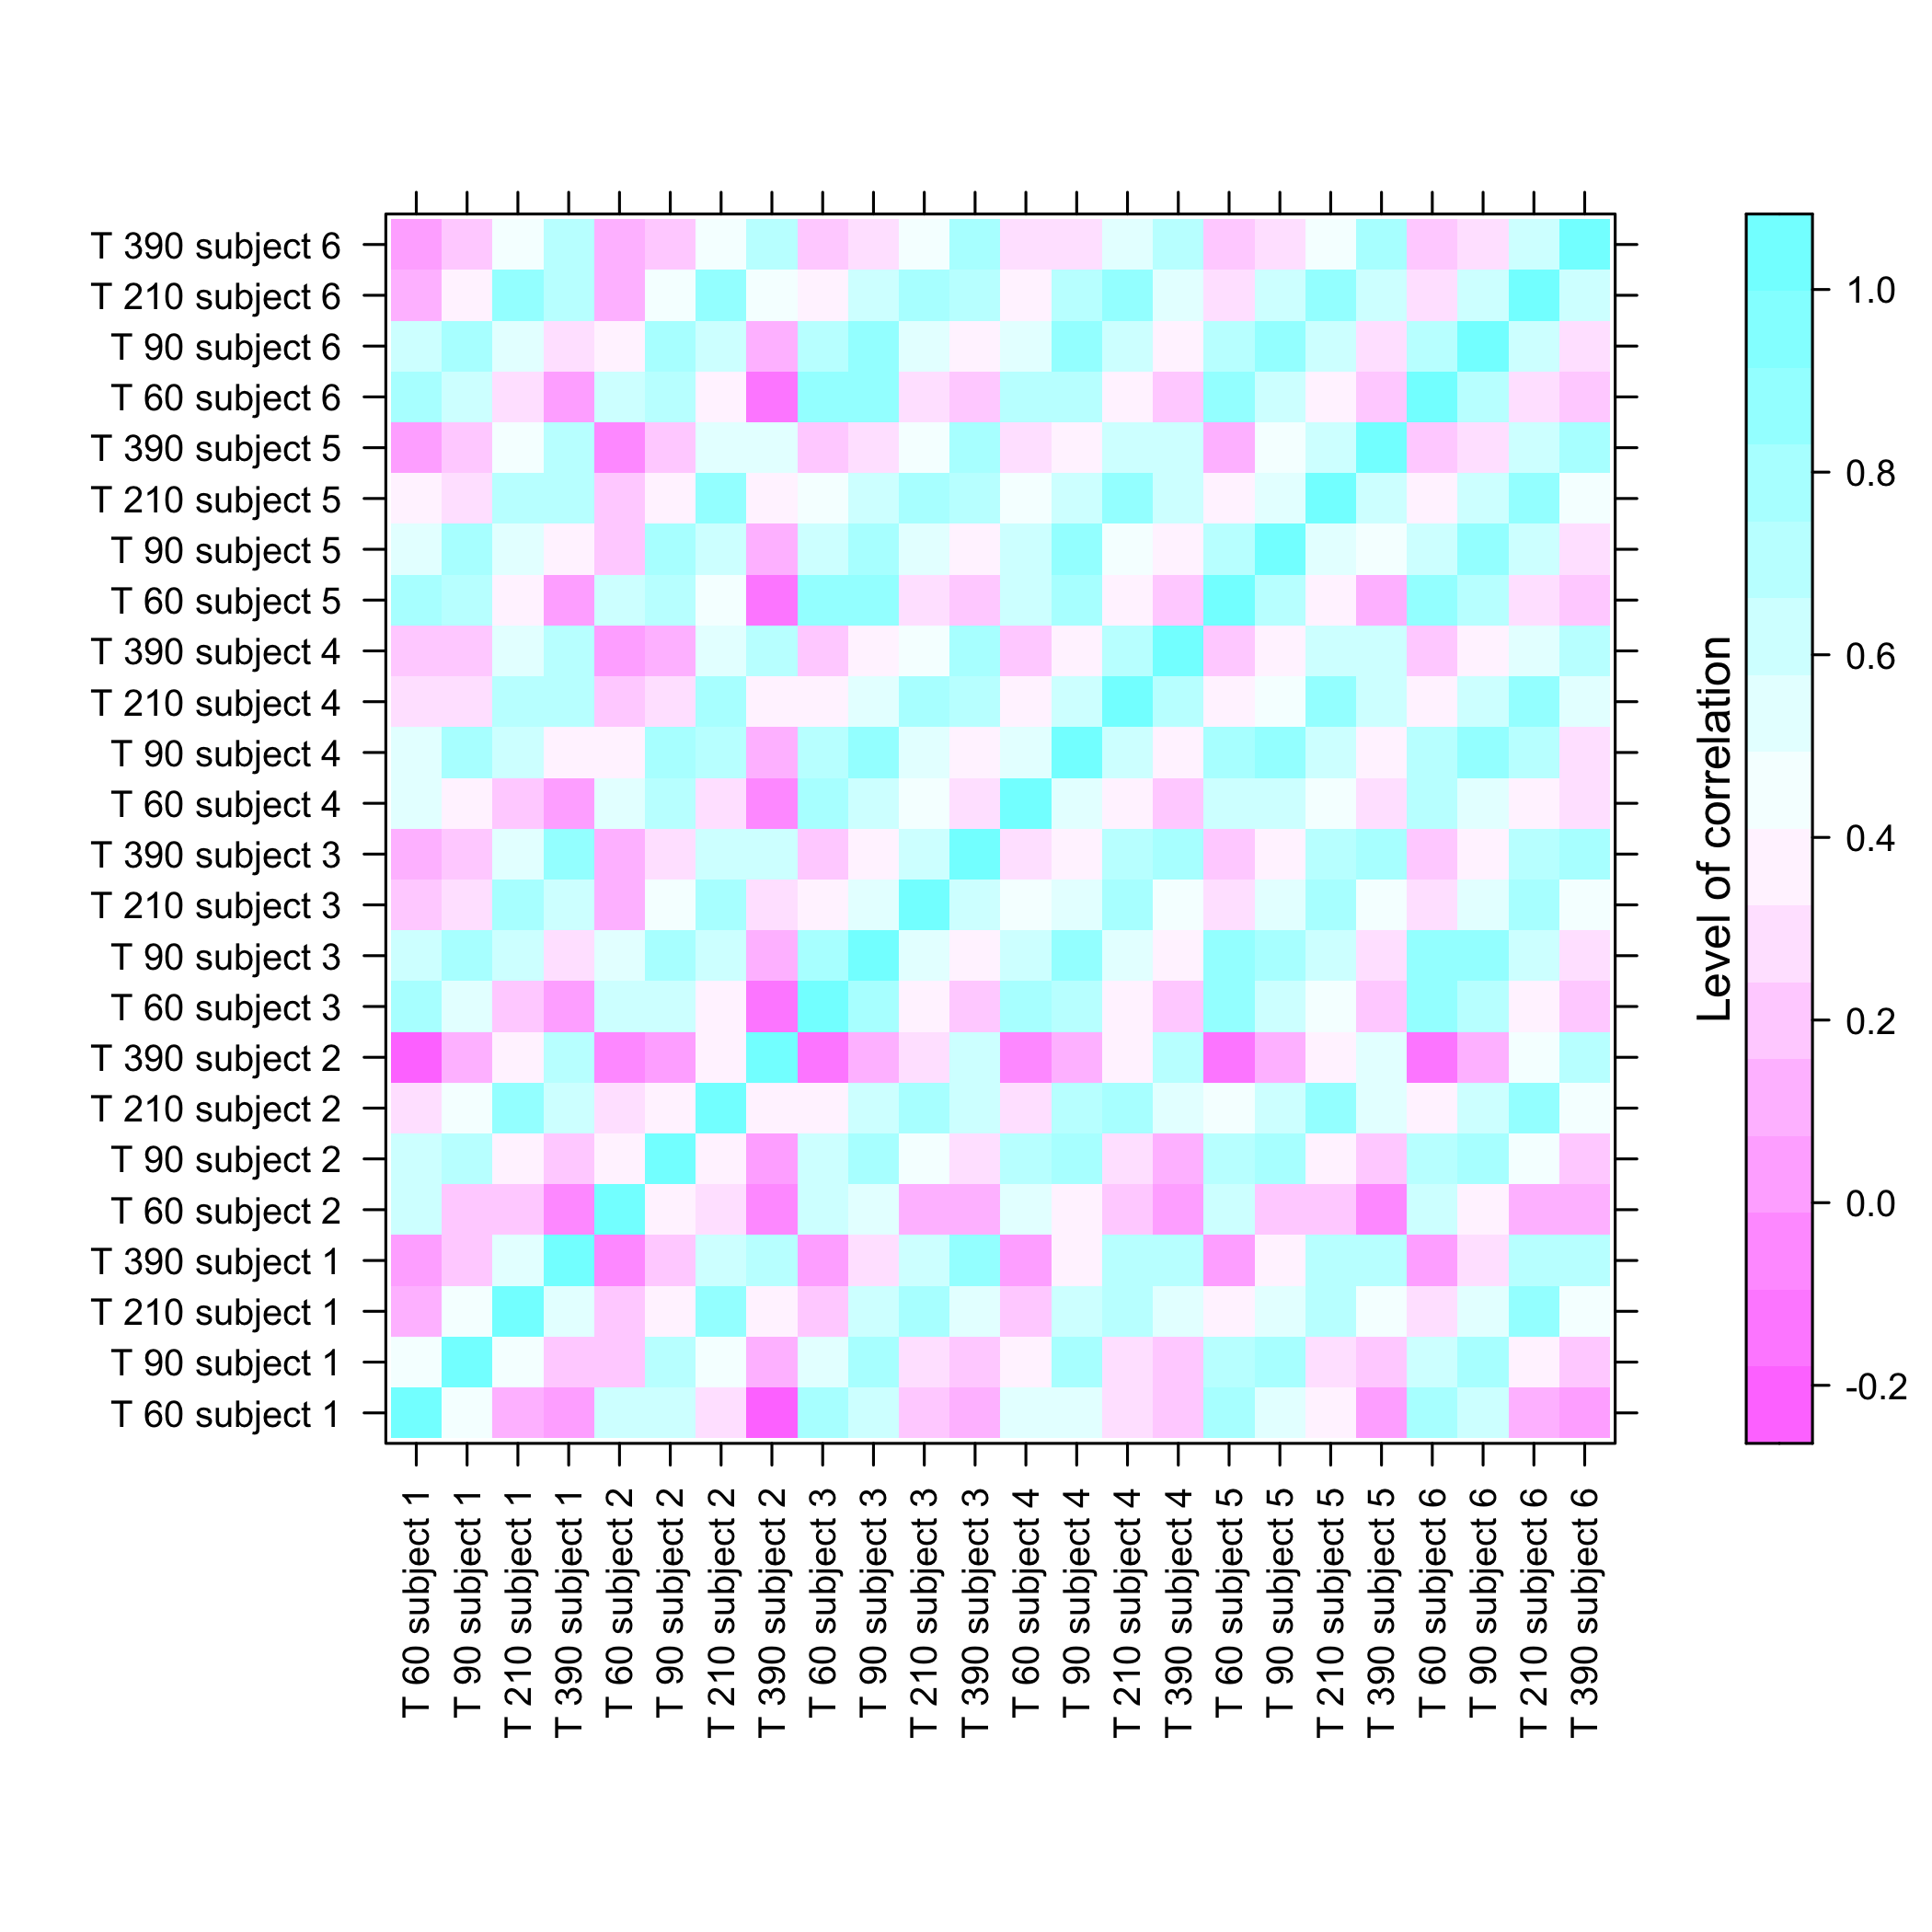 T 390 subject 6
T 210 subject 6
T 90 subject 6
T 60 subject 6
T 390 subject 5
T 210 subject 5
T 90 subject 5
T 60 subject 5
T 390 subject 4
T 210 subject 4
T 90 subject 4
T 60 subject 4
T 390 subject 3
T 210 subject 3
T 90 subject 3
T 60 subject 3
T 390 subject 2
T 210 subject 2
T 90 subject 2
T 60 subject 2
T 390 subject 1
T 210 subject 1
T 90 subject 1
T 60 subject 1
T 60 subject 1
T 90 subject 1
T 210 subject 1
T 390 subject 1
T 60 subject 2
T 90 subject 2
T 210 subject 2
T 390 subject 2
T 60 subject 3
T 90 subject 3
T 210 subject 3
T 390 subject 3
T 60 subject 4
T 90 subject 4
T 210 subject 4
T 390 subject 4
T 60 subject 5
T 90 subject 5
T 210 subject 5
T 390 subject 5
T 60 subject 6
T 90 subject 6
T 210 subject 6
T 390 subject 6
Level of correlation
1.0
0.8
0.6
0.4
0.2
0.0
-0.2